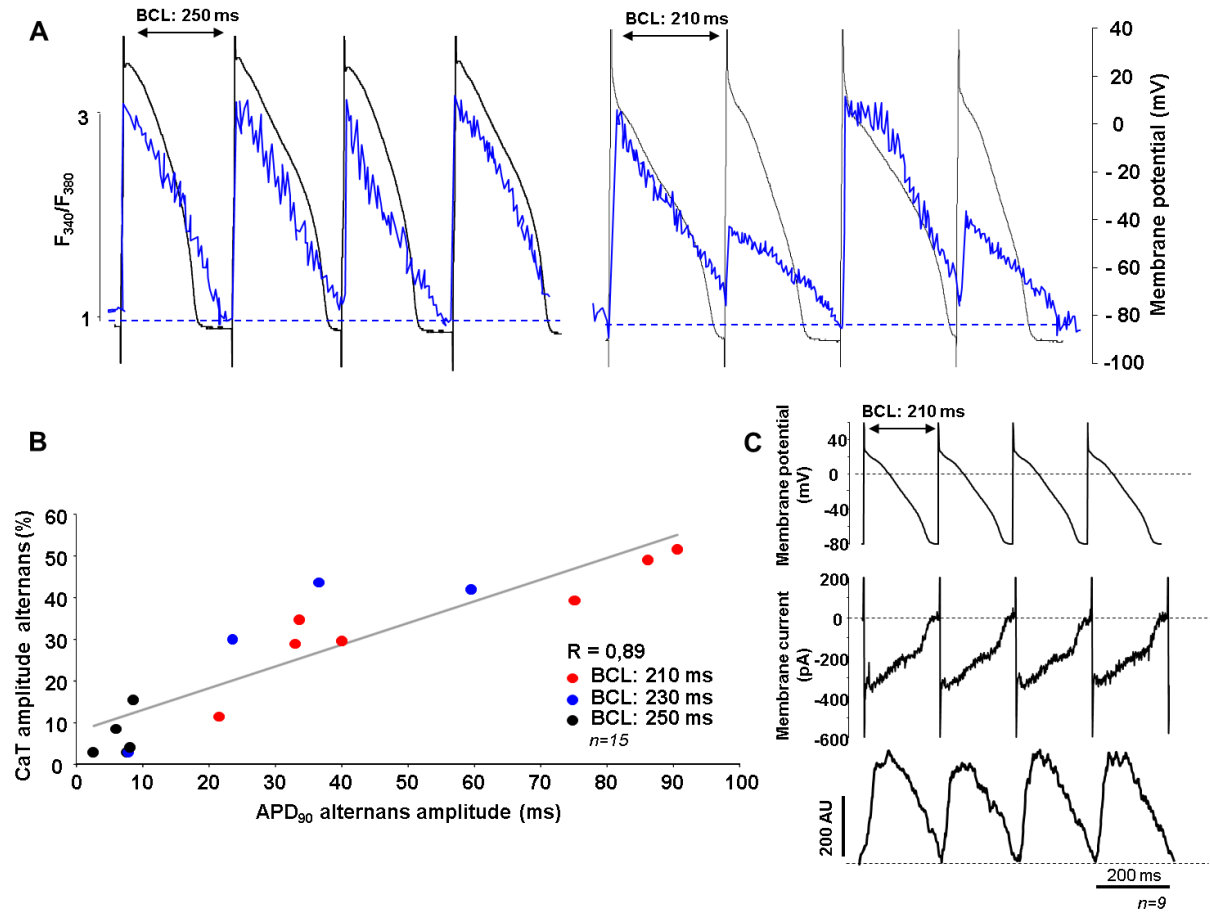 A
BCL: 250 ms
BCL: 210 ms
3
1
F340/F380
40
20
0
-20
-40
-60
-80
-100
Membrane potential (mV)
B
60
50
40
30
20
10
0
CaT amplitude alternans (%)
0 10 20 30 40 50 60 70 80 90 100
APD90 alternans amplitude (ms)
R = 0,89
BCL: 210 ms
BCL: 230 ms
BCL: 250 ms
n=15
C
BCL: 210 ms
40
0
-40
-80
Membrane potential
(mV)
200
0
-200
-400
-600
Membrane current
(pA)
200 AU
200 ms
n=9